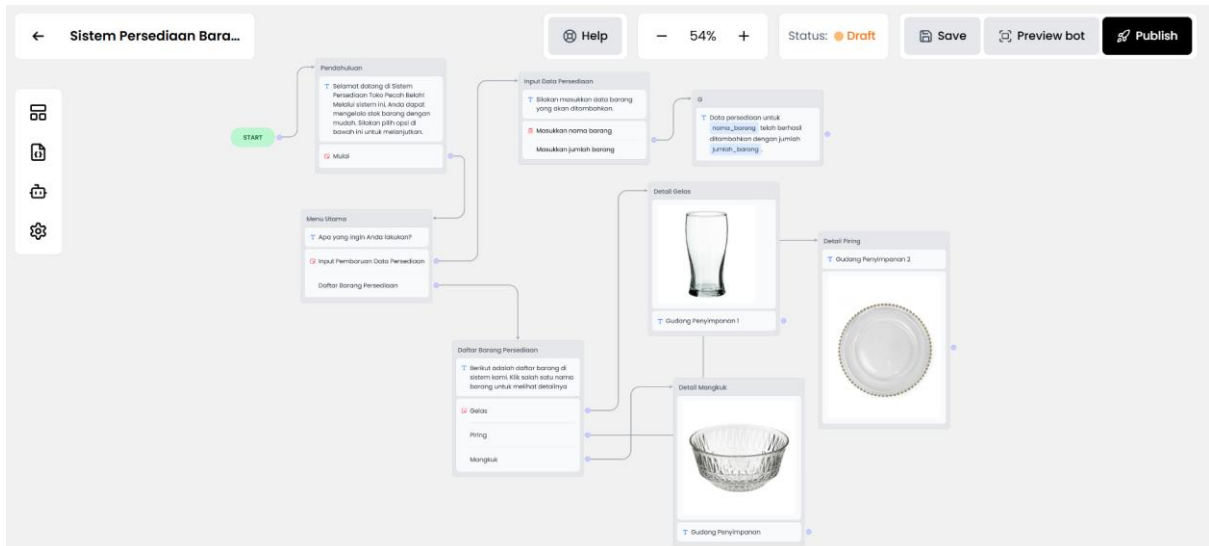 Sistem Persediaan Bara...
Help
54%
Status: Draft
Save
Preview bot
Publish
START
Pendahuluan
Selamat datang di Sistem
Persediaan Toko Pecah Belah!
Melalui sistem ini, Anda dapat
mengelola stok barang dengan
mudah. Silakan pilih opsi di
bawah ini untuk melanjutkan.
Mulai
Input Data Persediaan
Silakan masukkan data barang
yang akan ditambahkan.
Masukkan nama barang
Masukkan jumlah barang
Data persediaan untuk
nama_barang telah berhasil
ditambahkan dengan jumlah
jumlah_barang .
Menu Utama
Apa yang ingin Anda lakukan?
Input Pembaruan Data Persediaan
Daftar Barang Persediaan
Detail Gelas
Gudang Penyimpanan 1
Detail Piring
Gudang Penyimpanan 2
Daftar Barang Persediaan
Berikut adalah daftar barang di
sistem kami. Klik salah satu nama
barang untuk melihat detailnya
Gelas
Piring
Mangkuk
Detail Mangkuk
Gudang Penyimpanan